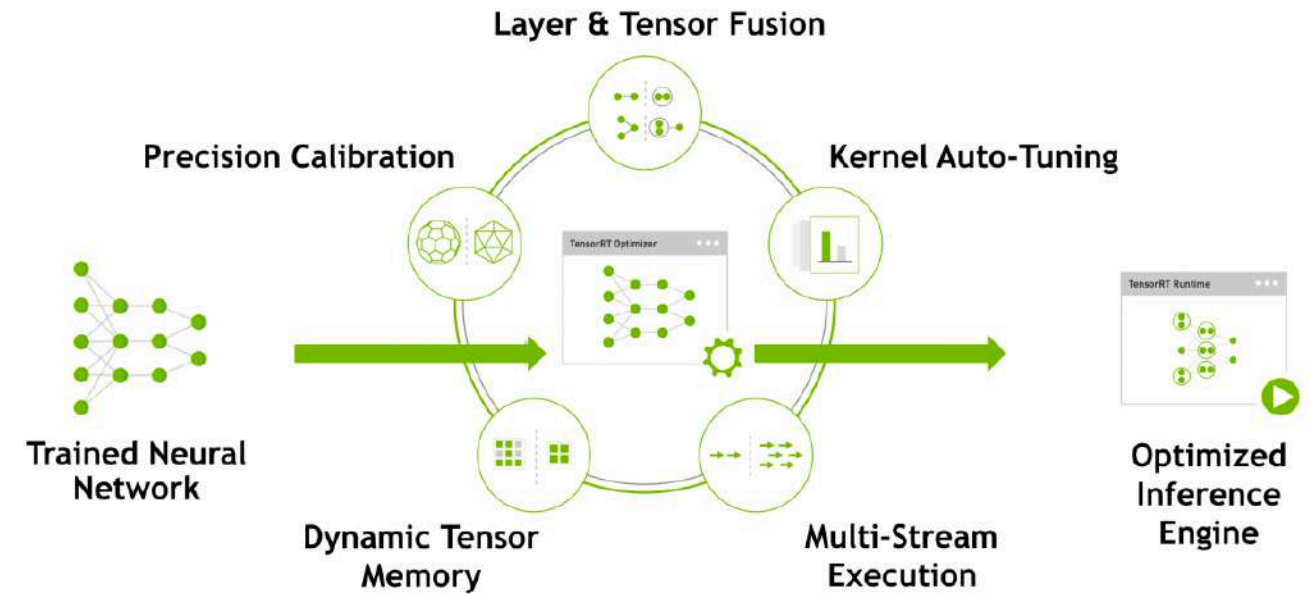 Layer & Tensor Fusion
Precision Calibration
Kernel Auto-Tuning
TensorRT Optimizer
TensorRT Runtime
Trained Neural
Network
Optimized
Inference
Engine
Dynamic Tensor
Memory
Multi-Stream
Execution